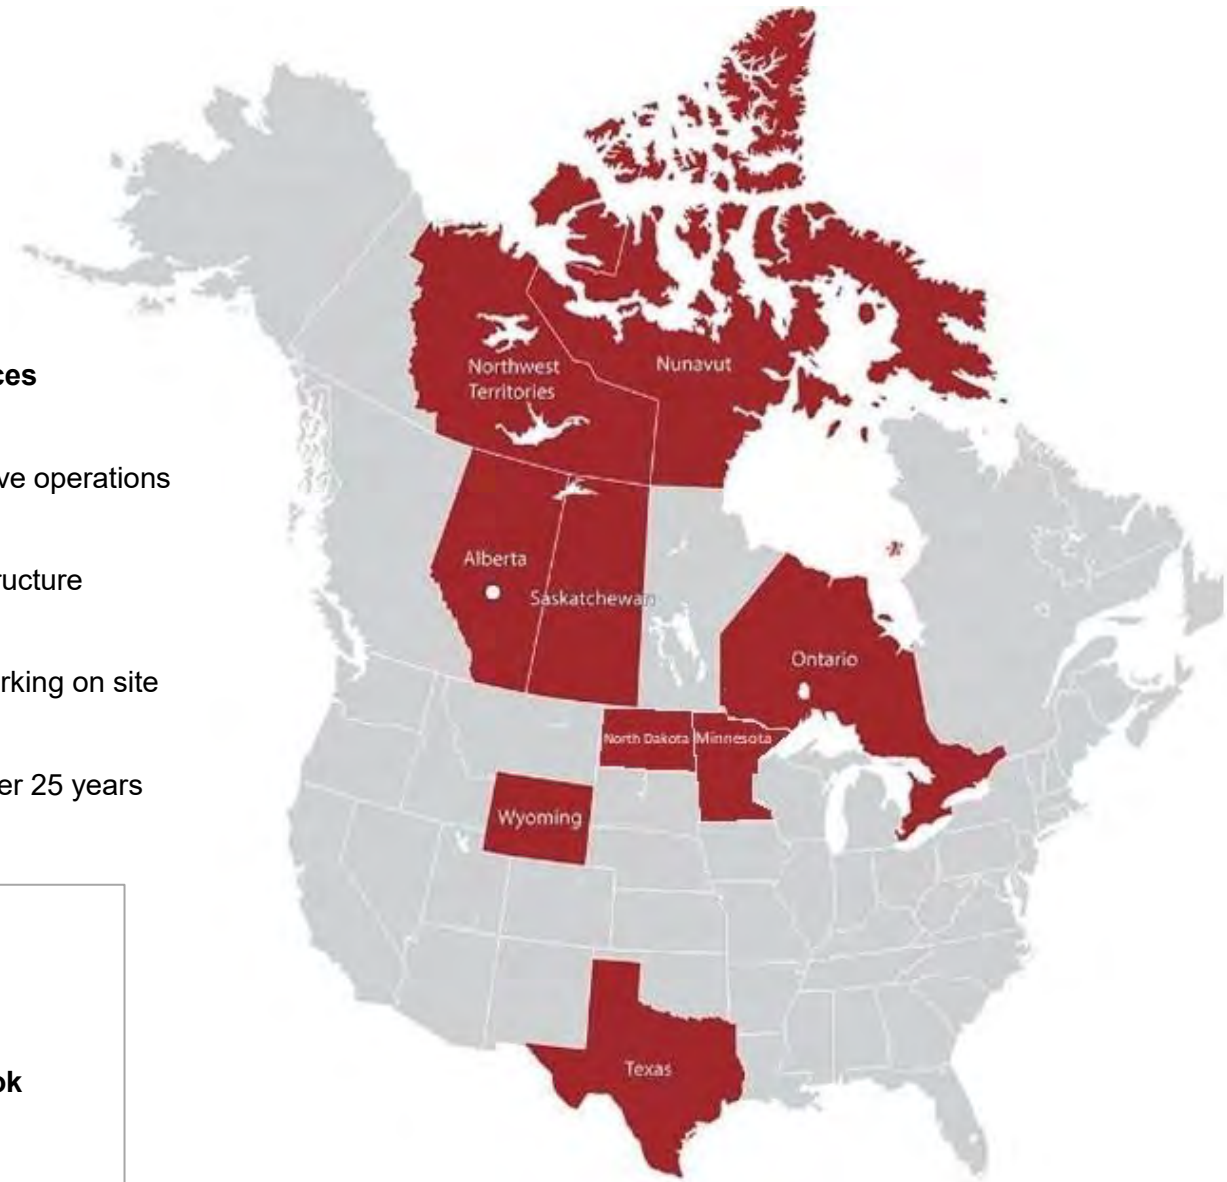 ces
ve operations
ructure
rking on site
er 25 years
ok
Northwest
Territories
Nunavut
Alberta
Saskatchewan
Ontario
North Dakota
Minnesota
Wyoming
Texas